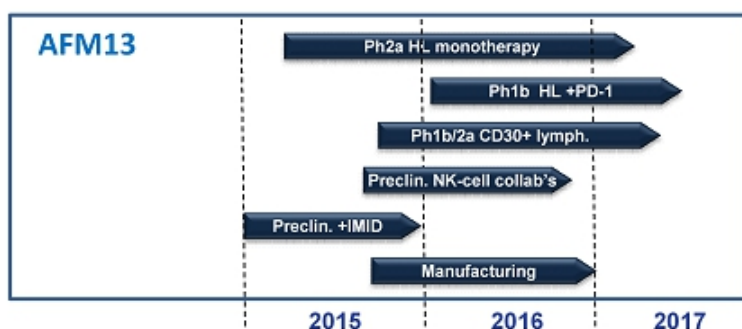 AFM13
Ph2a HL monotherapy
Ph1b HL +PD-1
Ph1b/2a CD30+ lymph.
Preclin. NK-cell collab's
Preclin. +IMID
Manufacturing
2015 2016 2017